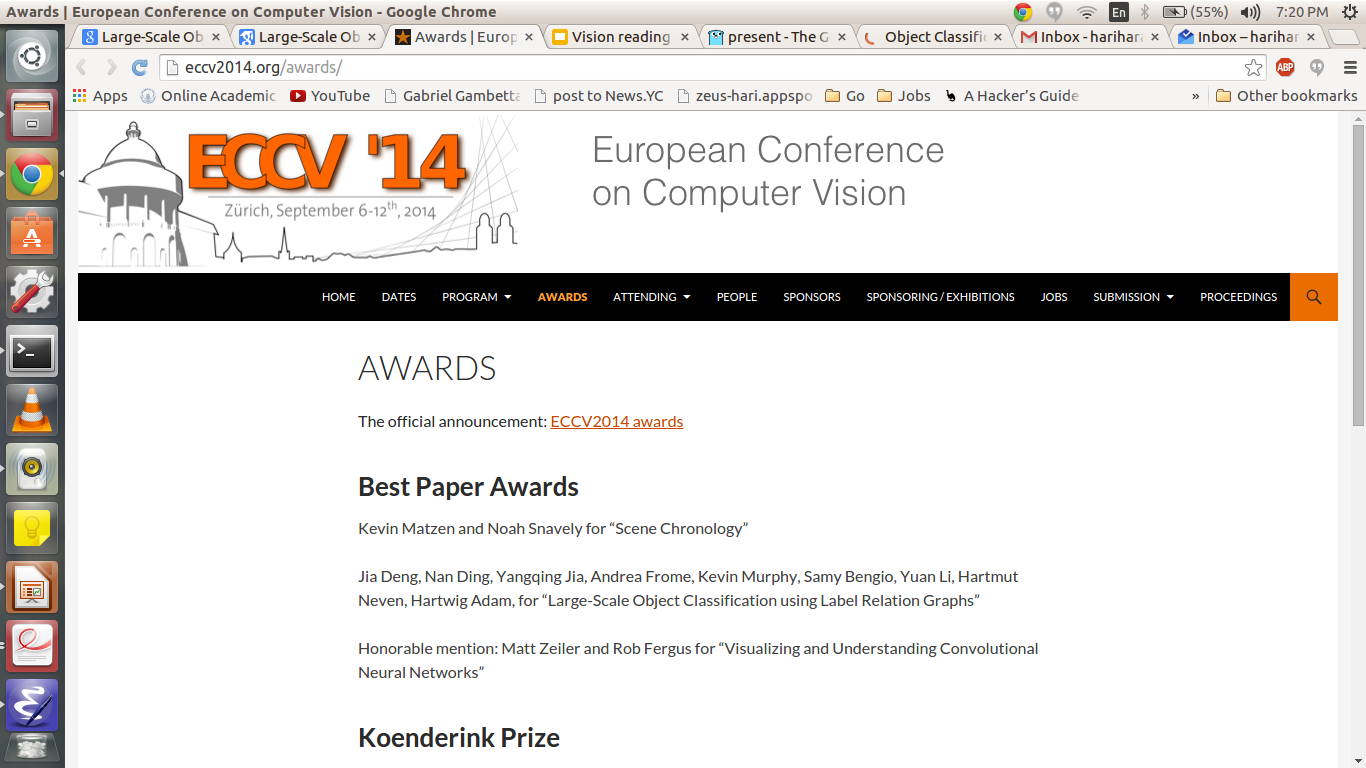 Awards | European Conference on Computer Vision - Google Chrome
En
(55%)
7:20 PM
Large-Scale Ob
Large-Scale Ob
Awards | Europ
Vision reading
present - The G
Object Classifi
Inbox - harihara
Inbox – harihar
eccv2014.org/awards/
ABP
Apps
Online Academic
YouTube
Gabriel Gambetta
post to News.YC
zeus-hari.appspo
Go
Jobs
A Hacker's Guide
»
Other bookmarks
ECCV '14
Zürich, September 6-12th, 2014
European Conference
on Computer Vision
HOME
DATES
PROGRAM
AWARDS
ATTENDING
PEOPLE
SPONSORS
SPONSORING / EXHIBITIONS
JOBS
SUBMISSION
PROCEEDINGS
AWARDS
The official announcement: ECCV2014 awards
Best Paper Awards
Kevin Matzen and Noah Snavely for “Scene Chronology”
Jia Deng, Nan Ding, Yangqing Jia, Andrea Frome, Kevin Murphy, Samy Bengio, Yuan Li, Hartmut
Neven, Hartwig Adam, for “Large-Scale Object Classification using Label Relation Graphs”
Honorable mention: Matt Zeiler and Rob Fergus for “Visualizing and Understanding Convolutional
Neural Networks”
Koenderink Prize